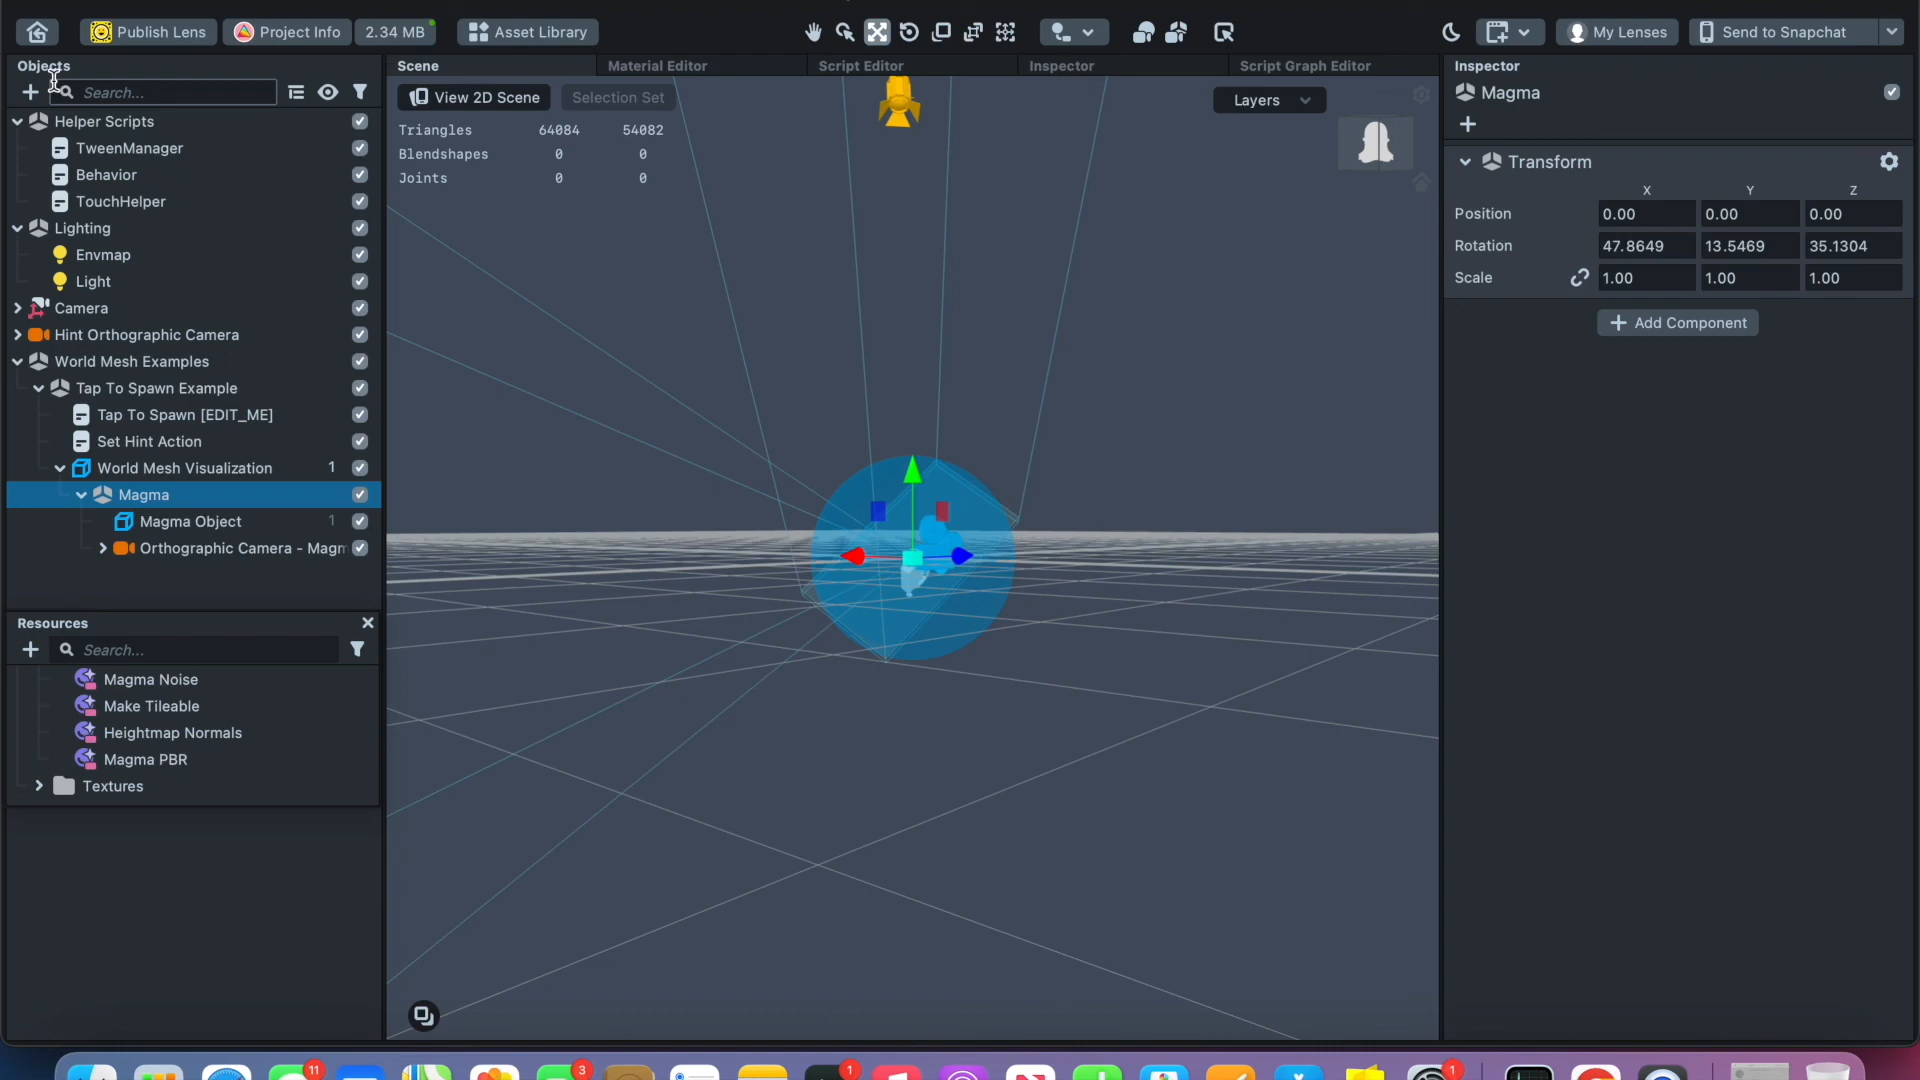 Publish Lens
Project Info
2.34 MB
Asset Library
My Lenses
Send to Snapchat
Objects
Search...
Helper Scripts
TweenManager
Behavior
TouchHelper
Lighting
Envmap
Light
Camera
Hint Orthographic Camera
World Mesh Examples
Tap To Spawn Example
Tap To Spawn [EDIT_ME]
Set Hint Action
World Mesh Visualization 1
Magma
Magma Object 1
Orthographic Camera - Magm
Resources
Search...
Magma Noise
Make Tileable
Heightmap Normals
Magma PBR
Textures
Scene
Material Editor
Script Editor
Inspector
Script Graph Editor
View 2D Scene
Selection Set
Layers
Triangles 64084 54082
Blendshapes 0 0
Joints 0 0
Inspector
Magma
Transform
X Y Z
Position 0.00 0.00 0.00
Rotation 47.8649 13.5469 35.1304
Scale 1.00 1.00 1.00
Add Component
11
3
1
1